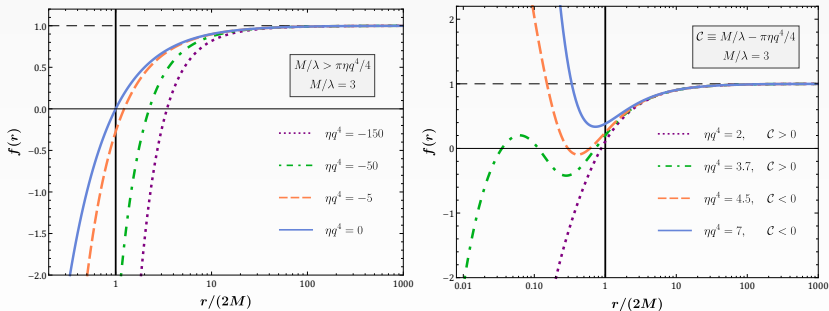 1.0
0.5
0.0
-0.5
-1.0
-1.5
-2.0
f(r)
M/λ > πηq⁴/4
M/λ = 3
ηq⁴ = −150
ηq⁴ = −50
ηq⁴ = −5
ηq⁴ = 0
1 10 100 1000
r/(2M)
2
1
0
−1
−2
f(r)
𝒞 ≡ M/λ − πηq⁴/4
M/λ = 3
ηq⁴ = 2, 𝒞 > 0
ηq⁴ = 3.7, 𝒞 > 0
ηq⁴ = 4.5, 𝒞 < 0
ηq⁴ = 7, 𝒞 < 0
0.01 0.10 1 10 100 1000
r/(2M)